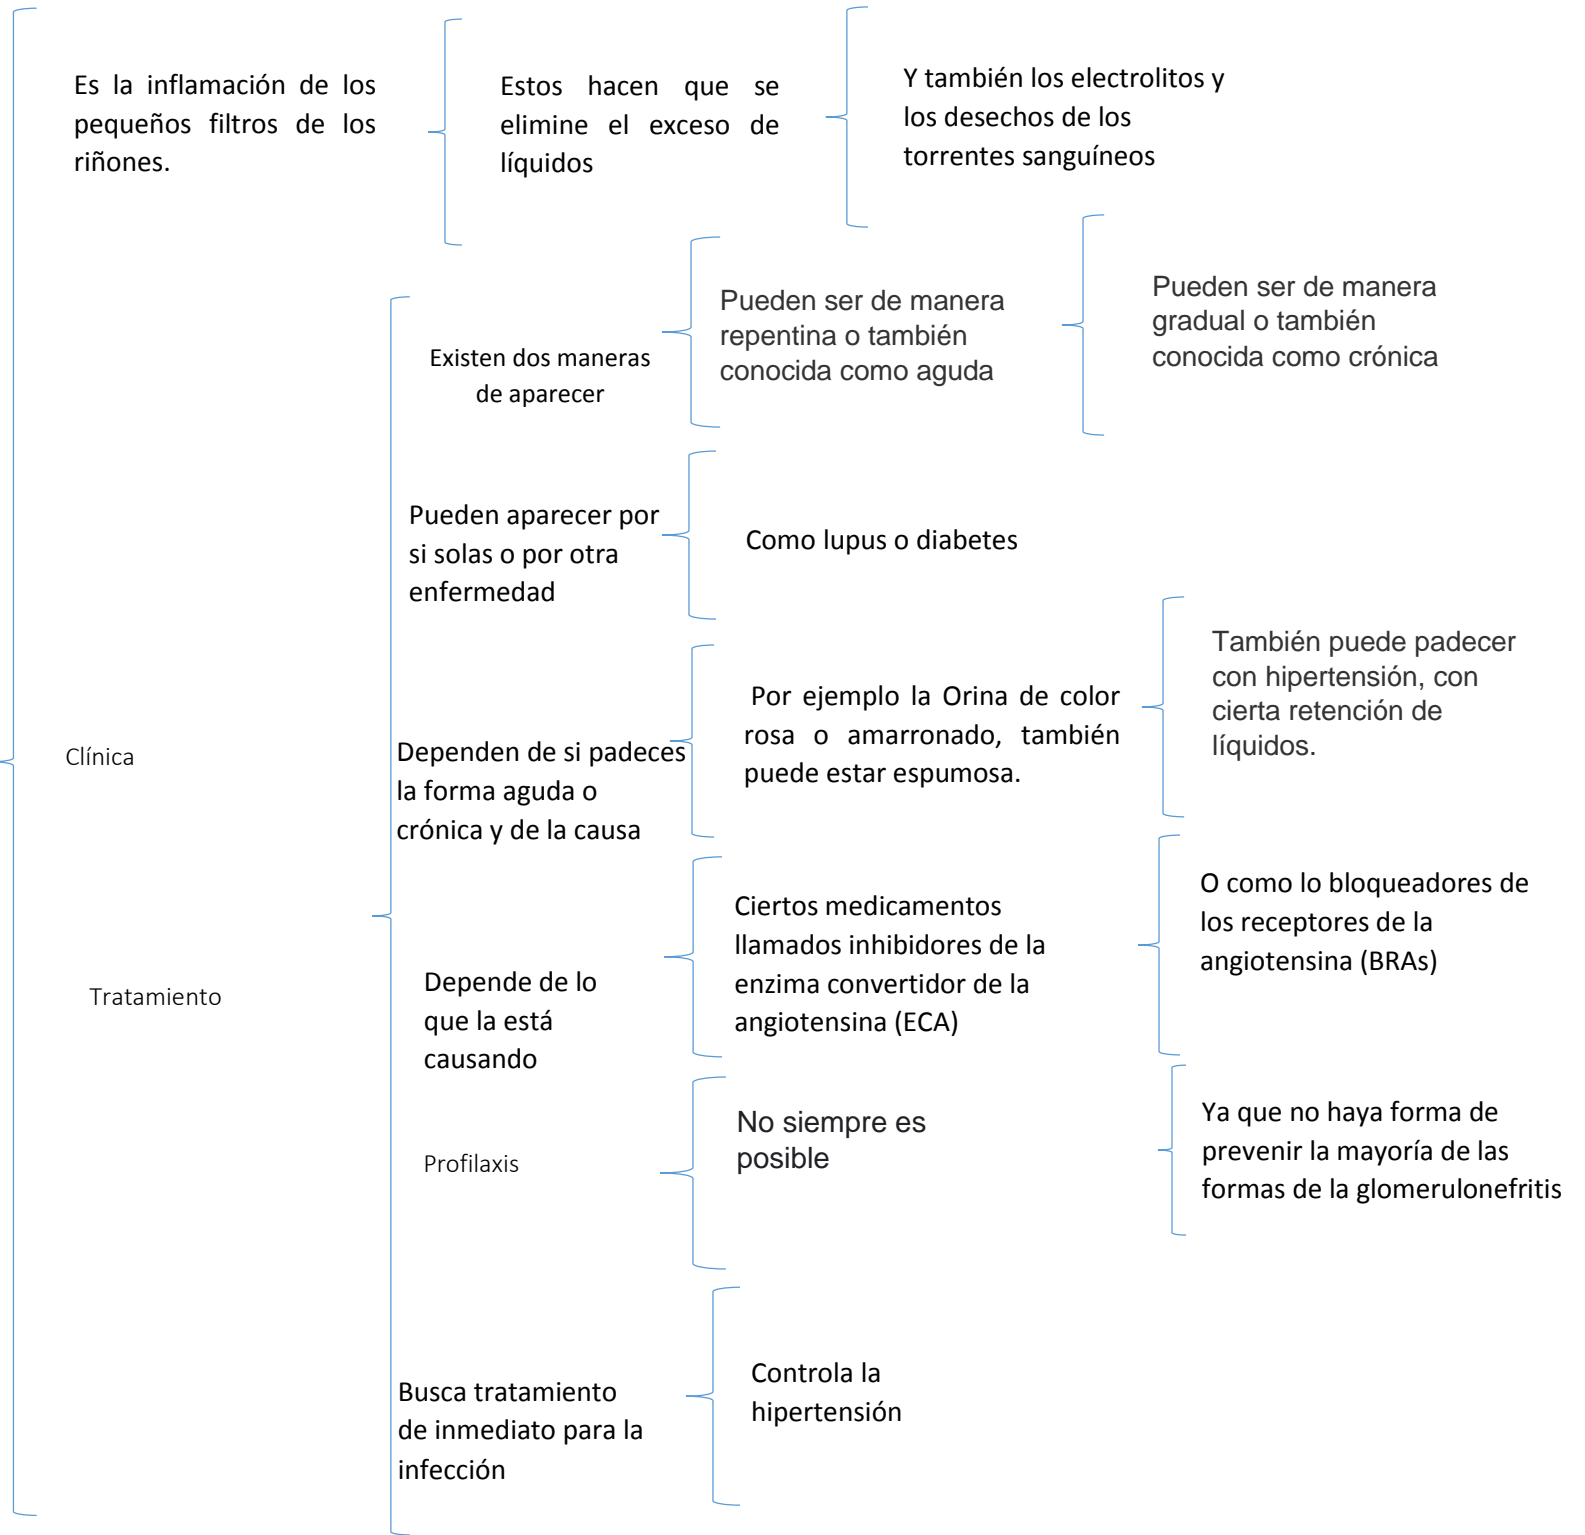 Es la inflamación de los
pequeños filtros de los
riñones.
Estos hacen que se
elimine el exceso de
líquidos
Y también los electrolitos y
los desechos de los
torrentes sanguíneos
Existen dos maneras
de aparecer
Pueden ser de manera
repentina o también
conocida como aguda
Pueden ser de manera
gradual o también
conocida como crónica
Pueden aparecer por
si solas o por otra
enfermedad
Como lupus o diabetes
Clínica
Dependen de si padeces
la forma aguda o
crónica y de la causa
Por ejemplo la Orina de color
rosa o amarronado, también
puede estar espumosa.
También puede padecer
con hipertensión, con
cierta retención de
líquidos.
Tratamiento
Depende de lo
que la está
causando
Ciertos medicamentos
llamados inhibidores de la
enzima convertidor de la
angiotensina (ECA)
O como lo bloqueadores de
los receptores de la
angiotensina (BRAs)
Profilaxis
No siempre es
posible
Ya que no haya forma de
prevenir la mayoría de las
formas de la glomerulonefritis
Busca tratamiento
de inmediato para la
infección
Controla la
hipertensión